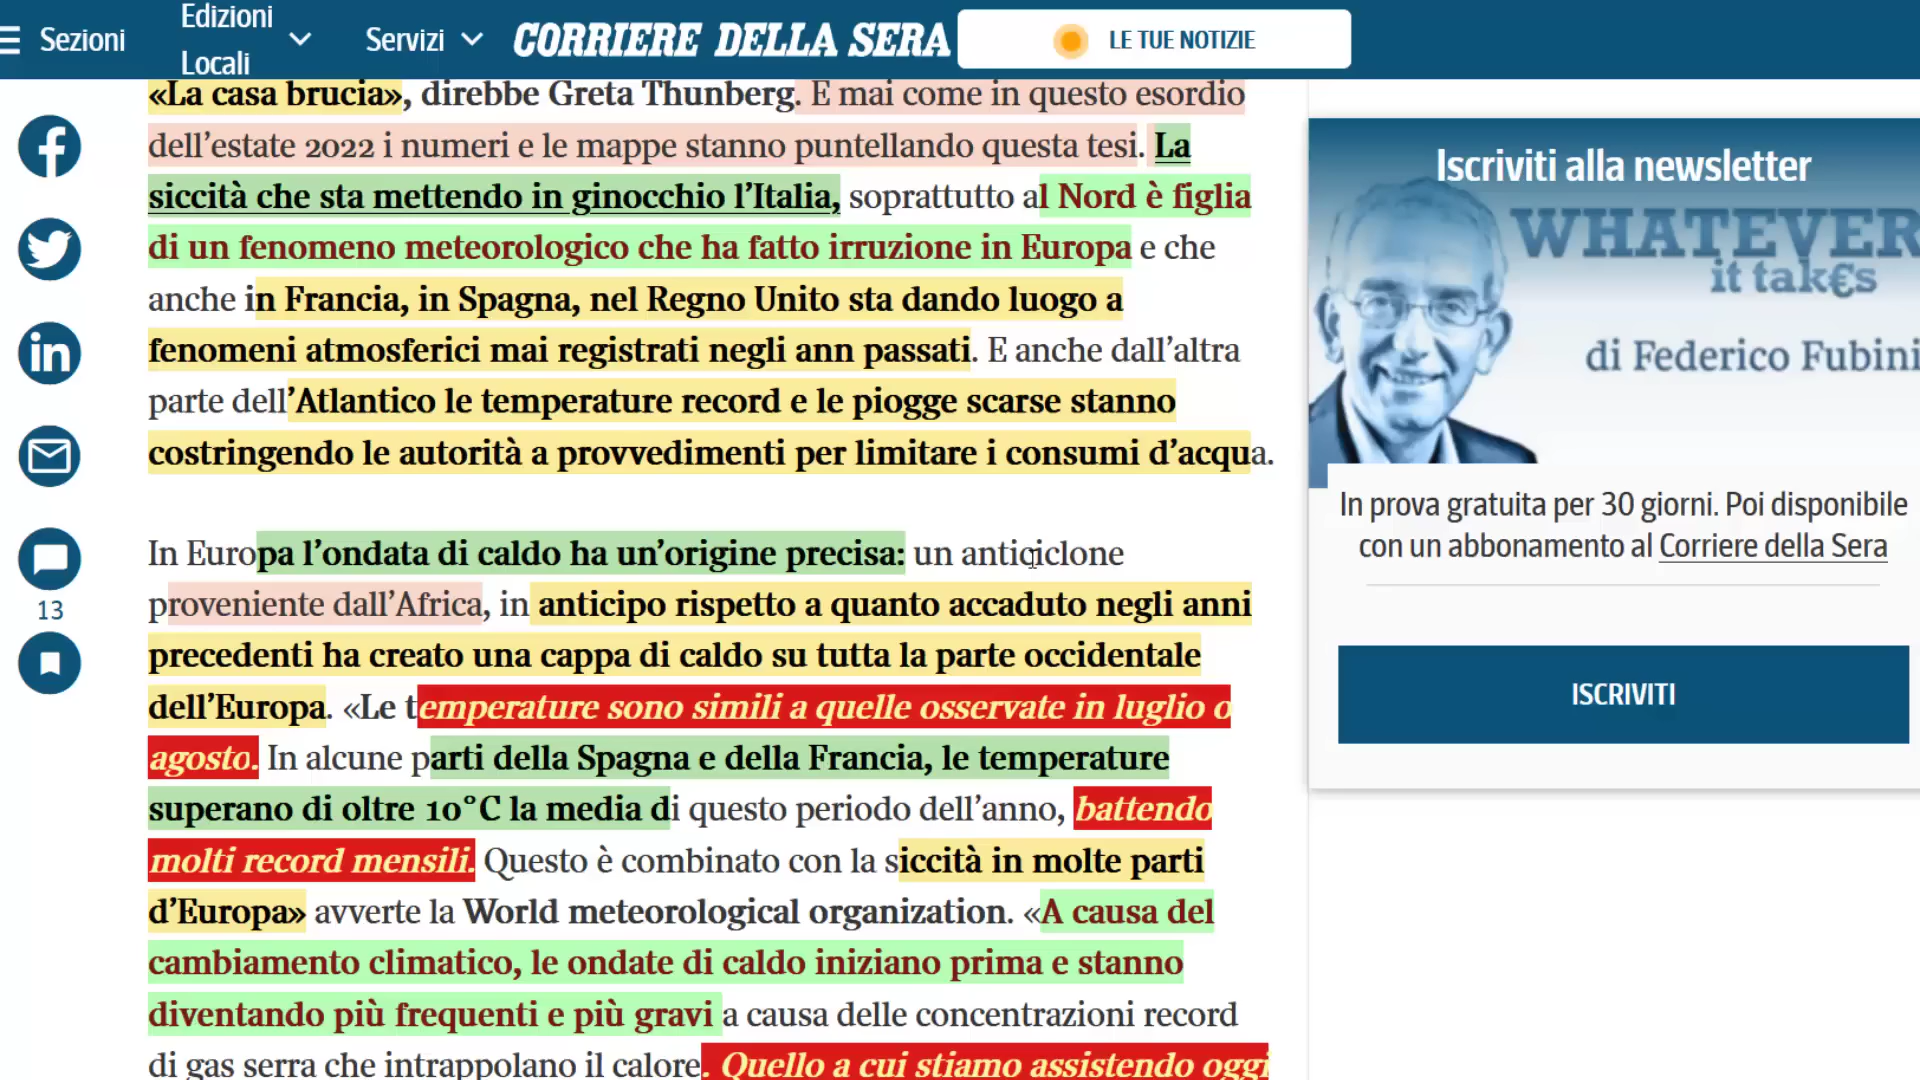 Sezioni
Edizioni
Locali
Servizi
CORRIERE DELLA SERA
LE TUE NOTIZIE
«La casa brucia», direbbe Greta Thunberg. E mai come in questo esordio
dell’estate 2022 i numeri e le mappe stanno puntellando questa tesi. La
siccità che sta mettendo in ginocchio l’Italia, soprattutto al Nord è figlia
di un fenomeno meteorologico che ha fatto irruzione in Europa e che
anche in Francia, in Spagna, nel Regno Unito sta dando luogo a
fenomeni atmosferici mai registrati negli ann passati. E anche dall’altra
parte dell’Atlantico le temperature record e le piogge scarse stanno
costringendo le autorità a provvedimenti per limitare i consumi d’acqua.
In Europa l’ondata di caldo ha un’origine precisa: un anticiclone
proveniente dall’Africa, in anticipo rispetto a quanto accaduto negli anni
precedenti ha creato una cappa di caldo su tutta la parte occidentale
dell’Europa. «Le temperature sono simili a quelle osservate in luglio o
agosto. In alcune parti della Spagna e della Francia, le temperature
superano di oltre 10°C la media di questo periodo dell’anno, battendo
molti record mensili. Questo è combinato con la siccità in molte parti
d’Europa» avverte la World meteorological organization. «A causa del
cambiamento climatico, le ondate di caldo iniziano prima e stanno
diventando più frequenti e più gravi a causa delle concentrazioni record
di gas serra che intrappolano il calore. Quello a cui stiamo assistendo oggi
13
Iscriviti alla newsletter
WHATEVER
it tak€s
di Federico Fubini
In prova gratuita per 30 giorni. Poi disponibile
con un abbonamento al Corriere della Sera
ISCRIVITI